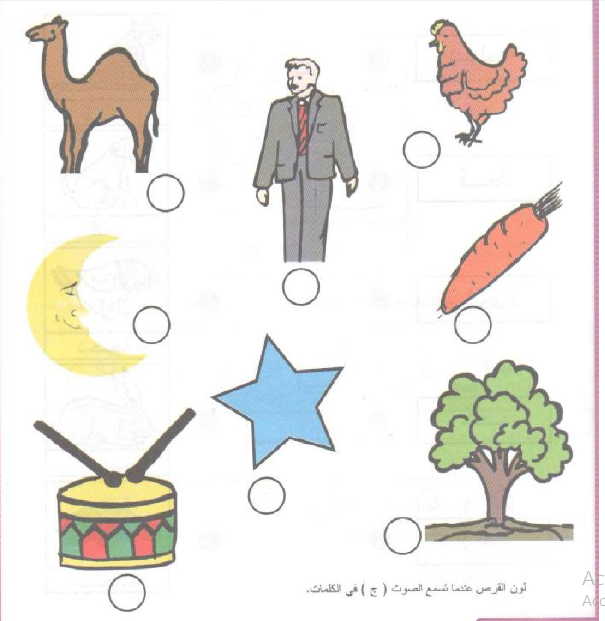 لون القرص عندما تسمع الصوت ( ج ) في الكلمات.